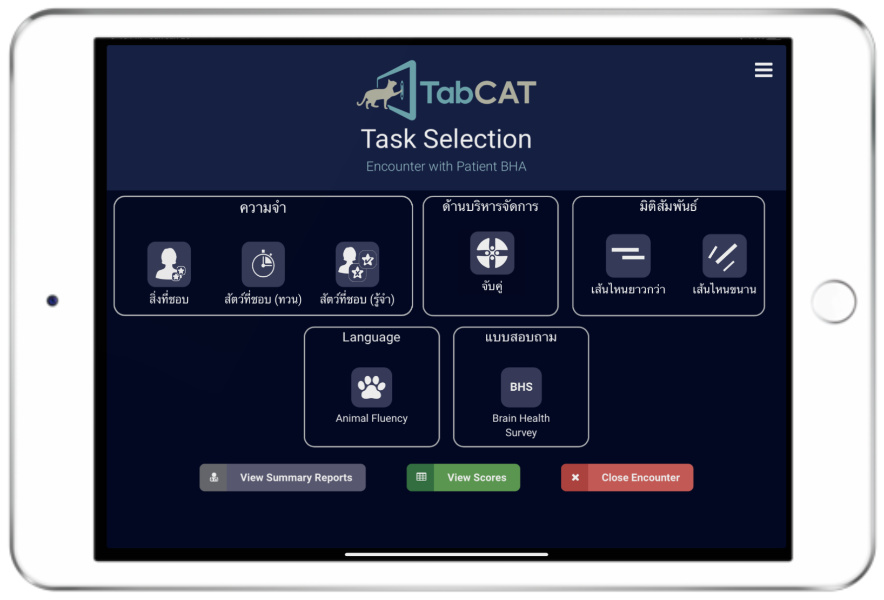 TabCAT
Task Selection
Encounter with Patient BHA
ความจำ
สิ่งที่ชอบ
สัตว์ที่ชอบ (ทวน)
สัตว์ที่ชอบ (รู้จำ)
ด้านบริหารจัดการ
จับคู่
มิติสัมพันธ์
เส้นไหนยาวกว่า
เส้นไหนขนาน
Language
Animal Fluency
แบบสอบถาม
BHS
Brain Health
Survey
View Summary Reports
View Scores
Close Encounter